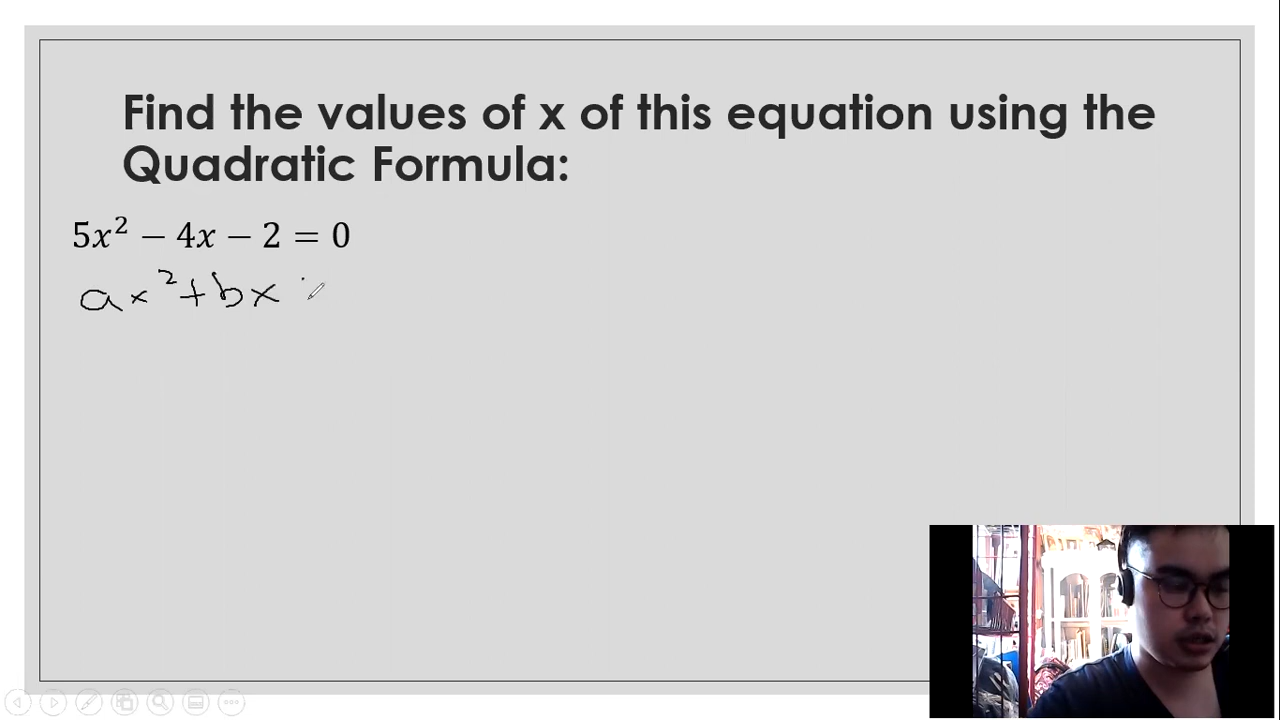 Find the values of x of this equation using the
Quadratic Formula:
5x² − 4x − 2 = 0
ax² + bx